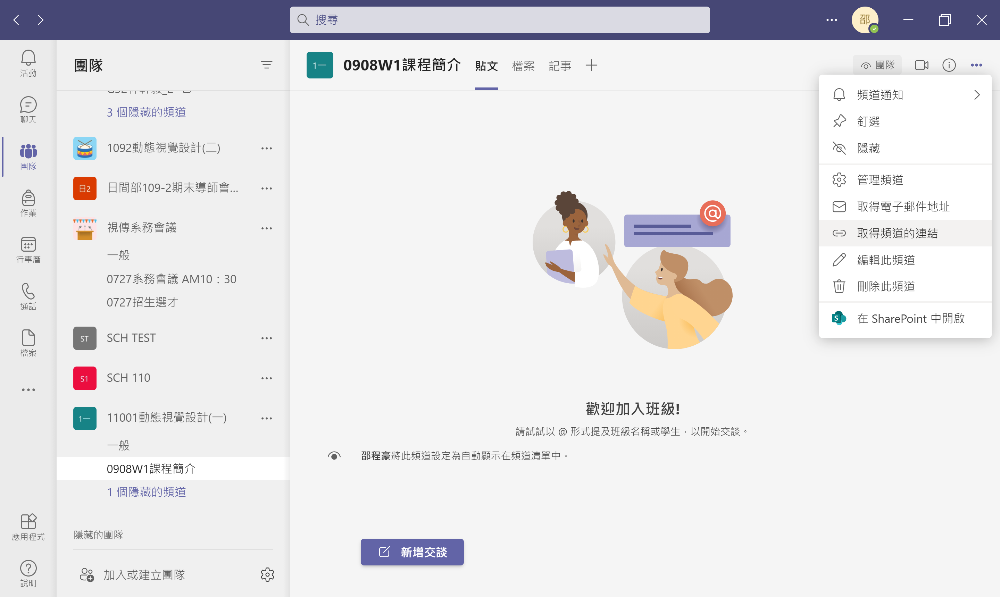 搜尋
邵
活動
聊天
團隊
作業
行事曆
通話
檔案
應用程式
說明
團隊
3 個隱藏的頻道
1092動態視覺設計(二)
日2
日間部109-2期末導師會...
視傳系務會議
一般
0727系務會議 AM10：30
0727招生選才
ST
SCH TEST
S1
SCH 110
1一
11001動態視覺設計(一)
一般
0908W1課程簡介
1 個隱藏的頻道
隱藏的團隊
加入或建立團隊
1一
0908W1課程簡介
貼文
檔案
記事
團隊
頻道通知
釘選
隱藏
管理頻道
取得電子郵件地址
取得頻道的連結
編輯此頻道
刪除此頻道
S
在 SharePoint 中開啟
@
歡迎加入班級!
請試試以 @ 形式提及班級名稱或學生，以開始交談。
邵程豪將此頻道設定為自動顯示在頻道清單中。
新增交談